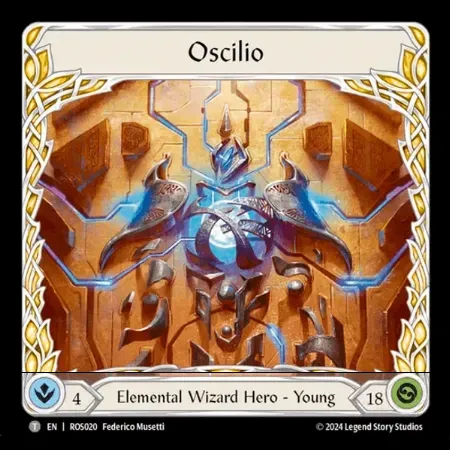 Oscilio
4 Elemental Wizard Hero - Young 18
T EN | ROS020 Federico Musetti © 2024 Legend Story Studios